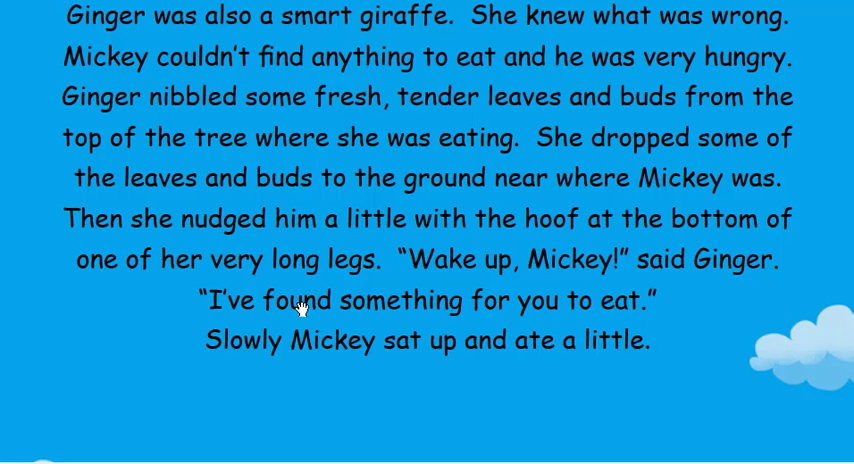 Ginger was also a smart giraffe.  She knew what was wrong.
Mickey couldn't find anything to eat and he was very hungry.
Ginger nibbled some fresh, tender leaves and buds from the
top of the tree where she was eating.  She dropped some of
the leaves and buds to the ground near where Mickey was.
Then she nudged him a little with the hoof at the bottom of
one of her very long legs.  “Wake up, Mickey!” said Ginger.
“I've found something for you to eat.”
Slowly Mickey sat up and ate a little.